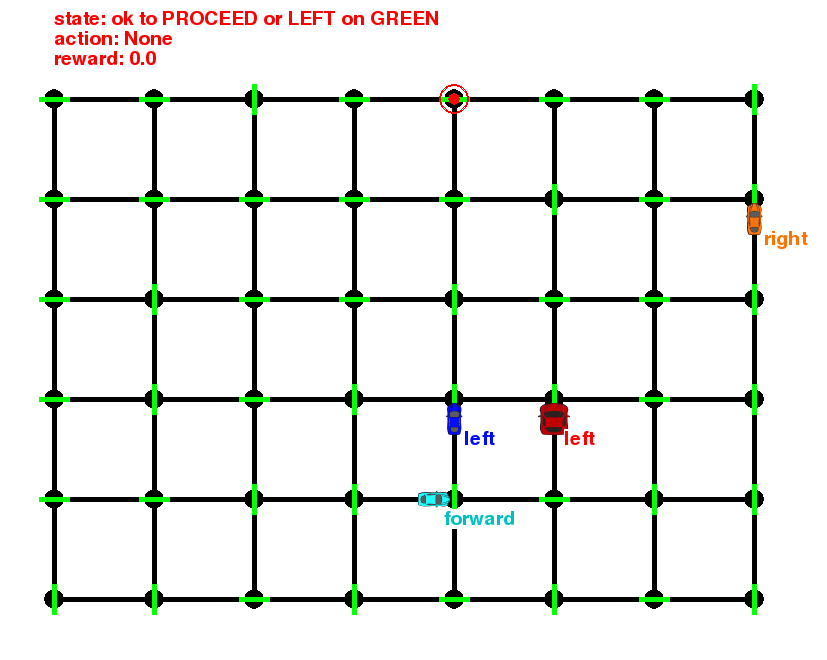 state: ok to PROCEED or LEFT on GREEN
action: None
reward: 0.0
right
left
left
forward